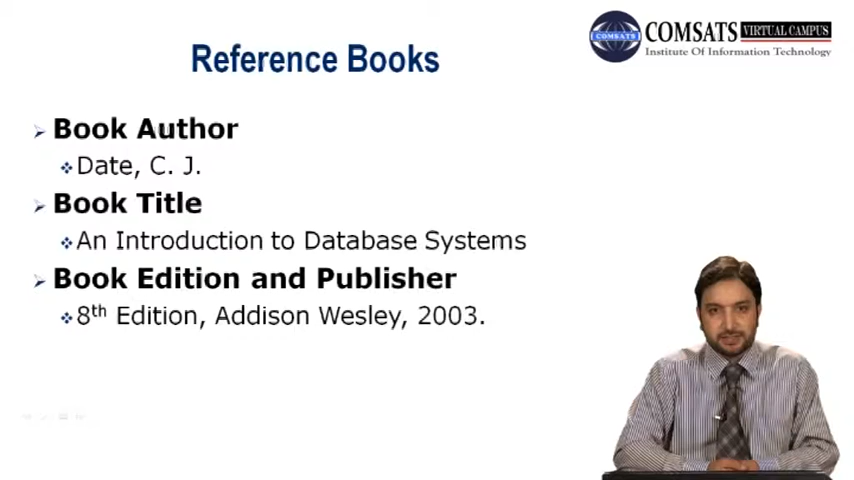 COMSATS VIRTUAL CAMPUS
COMSATS
Institute Of Information Technology
Reference Books
Book Author
Date, C. J.
Book Title
An Introduction to Database Systems
Book Edition and Publisher
8th Edition, Addison Wesley, 2003.